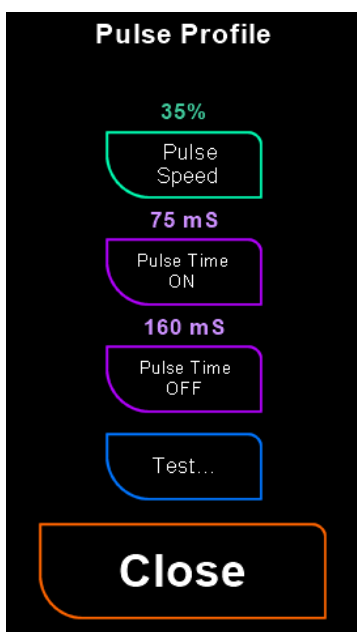 Pulse Profile
35%
Pulse
Speed
75 mS
Pulse Time
ON
160 mS
Pulse Time
OFF
Test...
Close